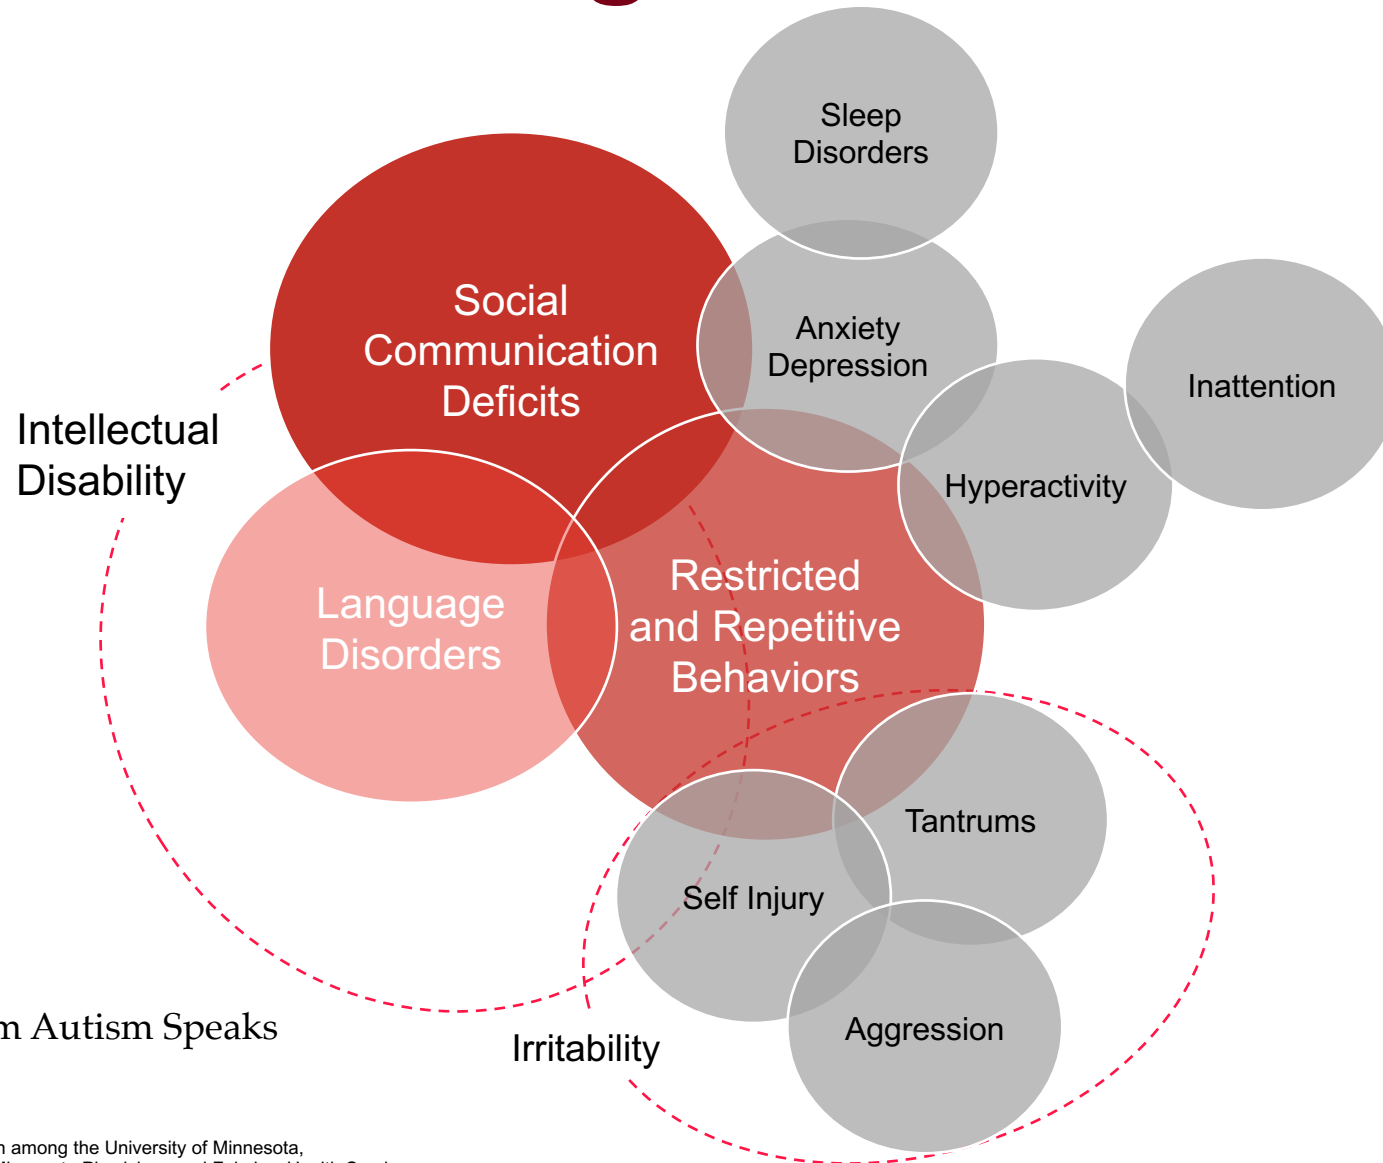 Sleep
Disorders
Social
Communication
Deficits
Anxiety
Depression
Inattention
Intellectual
Disability
Hyperactivity
Language
Disorders
Restricted
and Repetitive
Behaviors
Tantrums
Self Injury
Autism Speaks
Irritability
Aggression
among the University of Minnesota,